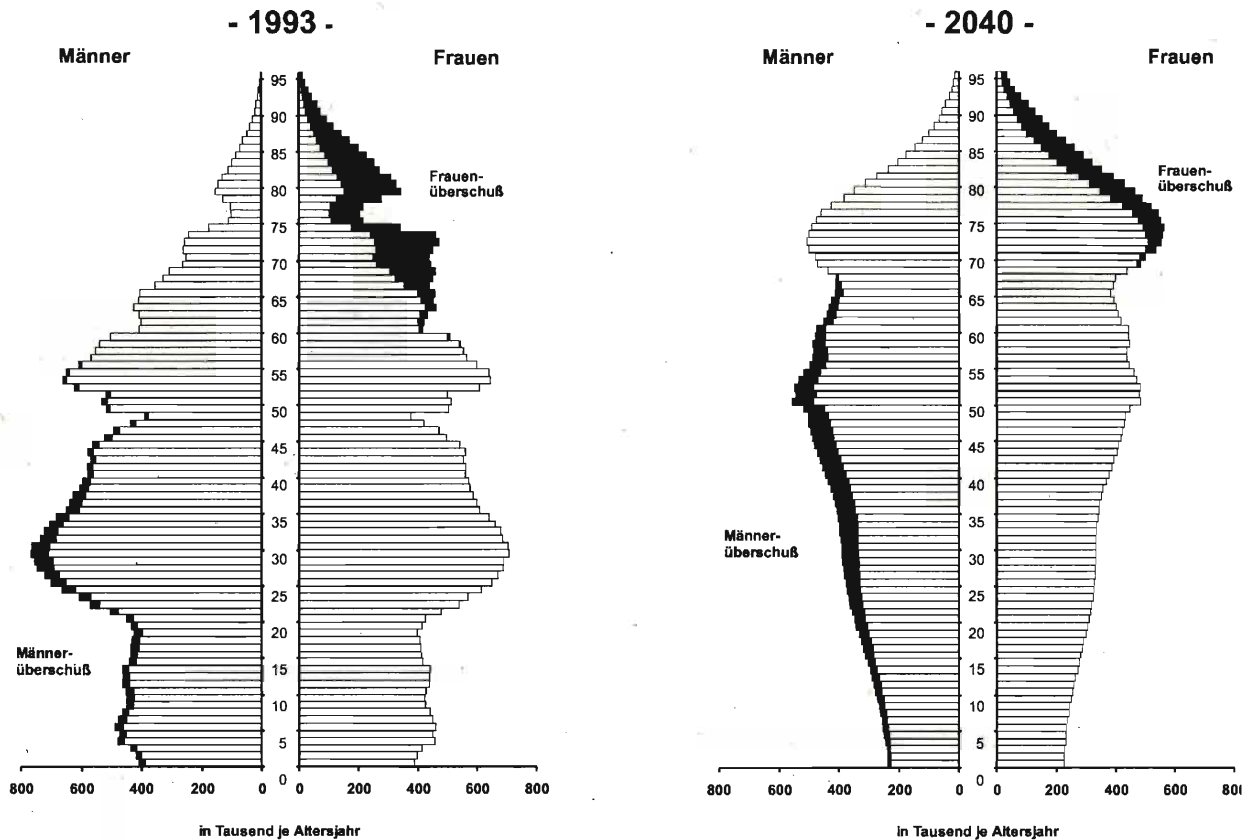 - 1993 -
Männer
Frauen
95
90
85
80
75
70
65
60
55
50
45
40
35
30
25
20
15
10
5
0
Frauen-
überschuß
Männer-
überschuß
800 600 400 200 0 0 200 400 600 800
in Tausend je Altersjahr
- 2040 -
Männer
Frauen
95
90
85
80
75
70
65
60
55
50
45
40
35
30
25
20
15
10
5
0
Frauen-
überschuß
Männer-
überschuß
800 600 400 200 0 0 200 400 600 80
in Tausend je Altersjahr